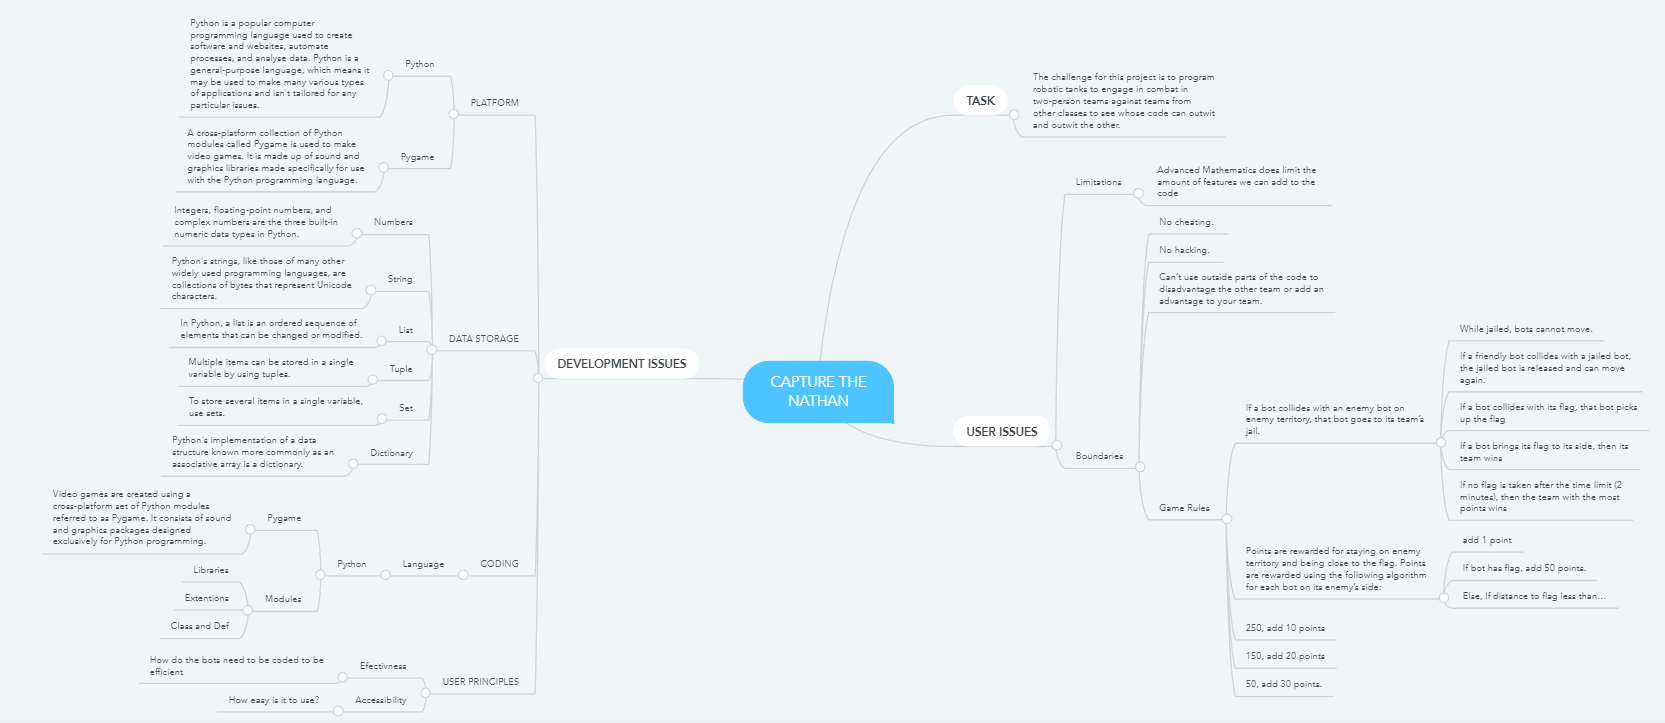 CAPTURE THE
NATHAN
TASK
The challenge for this project is to program
robotic tanks to engage in combat in
two-person teams against teams from
other classes to see whose code can outwit
and outwit the other.
USER ISSUES
Limitations
Advanced Mathematics does limit the
amount of features we can add to the
code
Boundaries
No cheating.
No hacking.
Can't use outside parts of the code to
disadvantage the other team or add an
advantage to your team.
Game Rules
If a bot collides with an enemy bot on
enemy territory, that bot goes to its team's
jail.
While jailed, bots cannot move.
If a friendly bot collides with a jailed bot,
the jailed bot is released and can move
again.
If a bot collides with its flag, that bot picks
up the flag
If a bot brings its flag to its side, then its
team wins
If no flag is taken after the time limit (2
minutes), then the team with the most
points wins
Points are rewarded for staying on enemy
territory and being close to the flag. Points
are rewarded using the following algorithm
for each bot on its enemy's side:
add 1 point
If bot has flag, add 50 points.
Else, If distance to flag less than...
250, add 10 points
150, add 20 points
50, add 30 points.
DEVELOPMENT ISSUES
PLATFORM
Python
Python is a popular computer
programming language used to create
software and websites, automate
processes, and analyse data. Python is a
general-purpose language, which means it
may be used to make many various types
of applications and isn't tailored for any
particular issues.
Pygame
A cross-platform collection of Python
modules called Pygame is used to make
video games. It is made up of sound and
graphics libraries made specifically for use
with the Python programming language.
DATA STORAGE
Numbers
Integers, floating-point numbers, and
complex numbers are the three built-in
numeric data types in Python.
String
Python's strings, like those of many other
widely used programming languages, are
collections of bytes that represent Unicode
characters.
List
In Python, a list is an ordered sequence of
elements that can be changed or modified.
Tuple
Multiple items can be stored in a single
variable by using tuples.
Set
To store several items in a single variable,
use sets.
Dictionary
Python's implementation of a data
structure known more commonly as an
associative array is a dictionary.
CODING
Language
Python
Pygame
Video games are created using a
cross-platform set of Python modules
referred to as Pygame. It consists of sound
and graphics packages designed
exclusively for Python programming.
Modules
Libraries
Extentions
Class and Def
USER PRINCIPLES
Efectivness
How do the bots need to be coded to be
efficient
Accessibility
How easy is it to use?